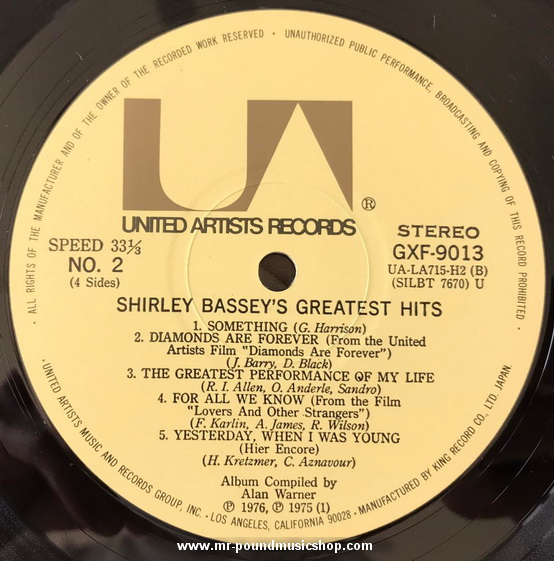 · ALL RIGHTS OF THE MANUFACTURER AND OF THE OWNER OF THE RECORDED WORK RESERVED · UNAUTHORIZED PUBLIC PERFORMANCE, BROADCASTING AND COPYING OF THIS RECORD PROHIBITED ·
UA ®
UNITED ARTISTS RECORDS
SPEED 33⅓
NO. 2
(4 Sides)
STEREO
GXF-9013
UA-LA715-H2 (B)
(SILBT 7670) U
SHIRLEY BASSEY'S GREATEST HITS
1. SOMETHING (G. Harrison)
2. DIAMONDS ARE FOREVER (From the United
Artists Film "Diamonds Are Forever")
(J. Barry, D. Black)
3. THE GREATEST PERFORMANCE OF MY LIFE
(R. I. Allen, O. Anderle, Sandro)
4. FOR ALL WE KNOW (From the Film
"Lovers And Other Strangers")
(F. Karlin, A. James, R. Wilson)
5. YESTERDAY, WHEN I WAS YOUNG
(Hier Encore)
(H. Kretzmer, C. Aznavour)
Album Compiled by
Alan Warner
℗ 1976, ℗ 1975 (1)
·UNITED ARTISTS MUSIC AND RECORDS GROUP, INC. · LOS ANGELES, CALIFORNIA 90028 · MANUFACTURED BY KING RECORD CO., LTD. JAPAN.
www.mr-poundmusicshop.com